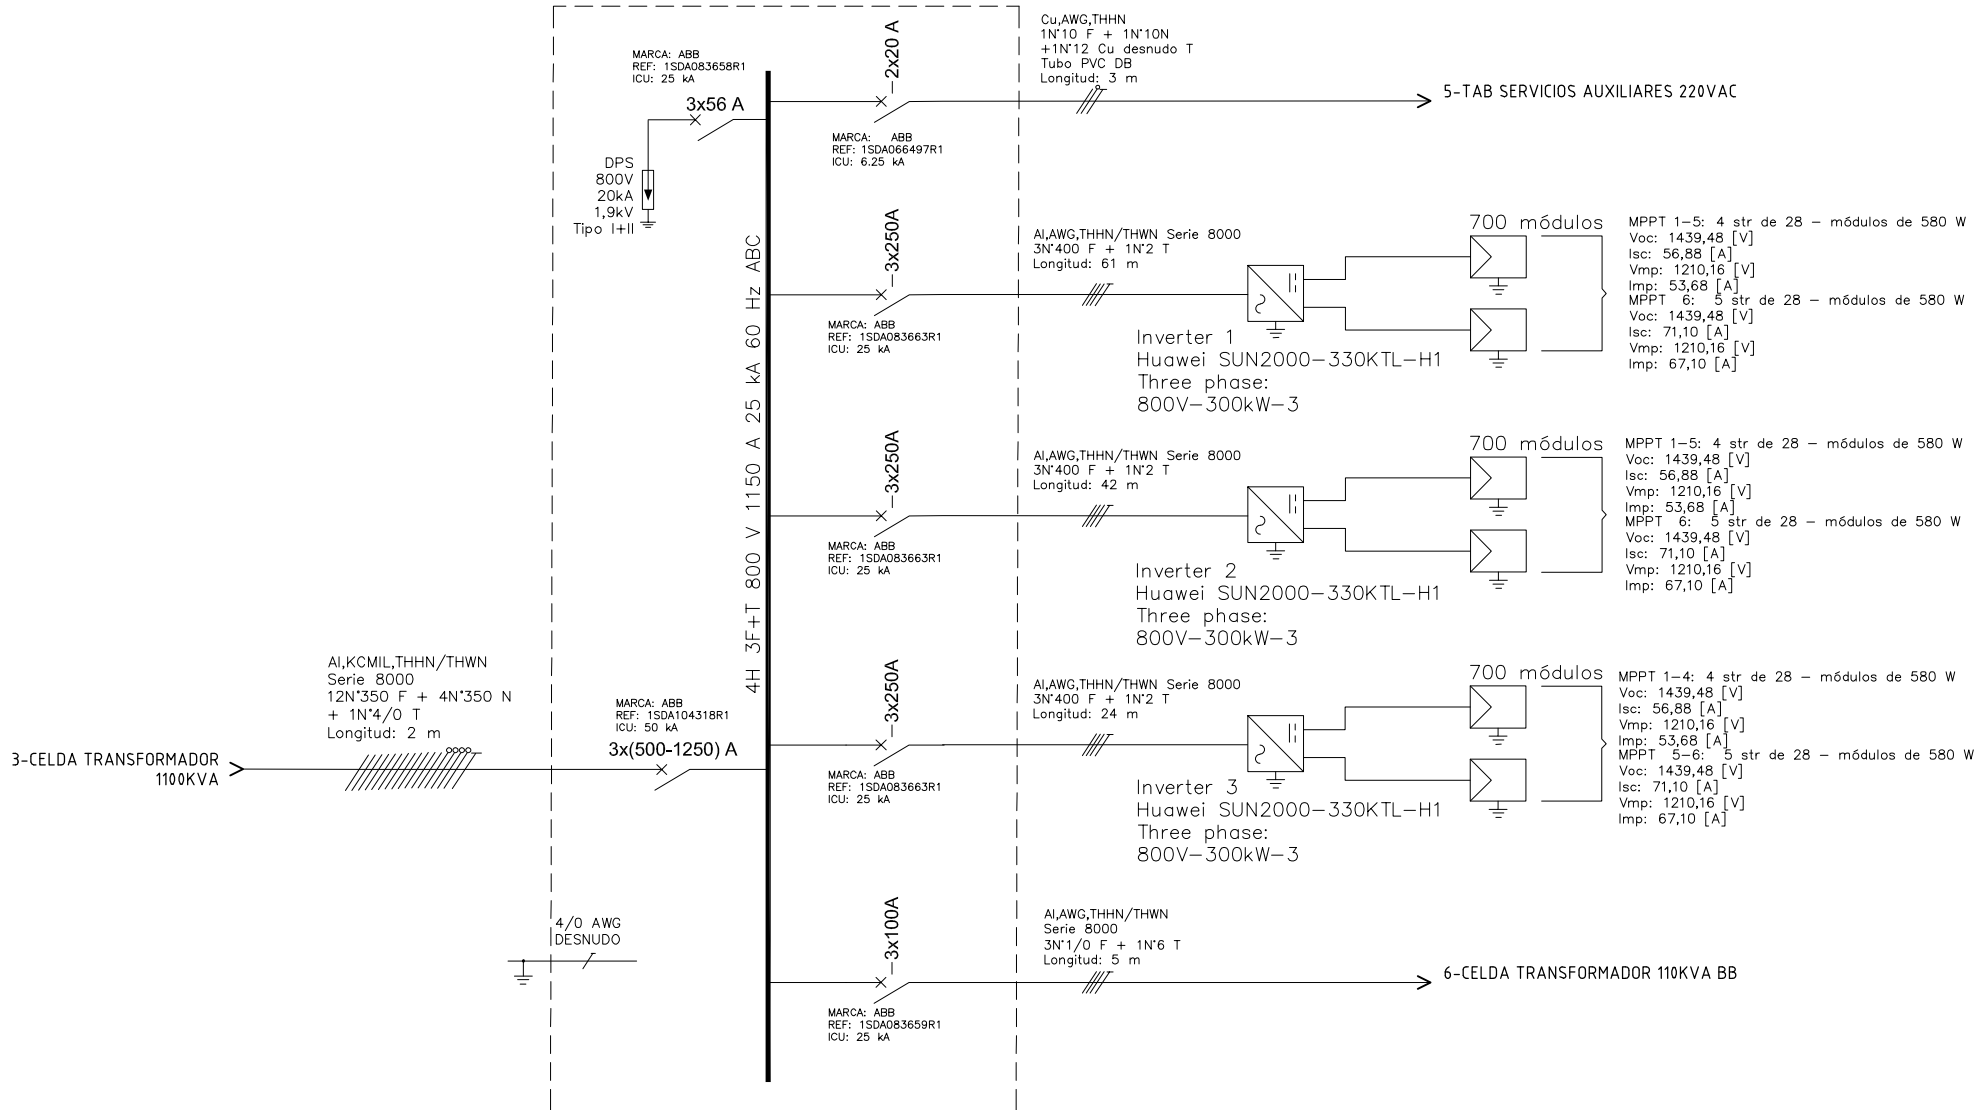 MARCA: ABB
REF: 1SDA083658R1
ICU: 25 kA
3x56 A
DPS
800V
20kA
1,9kV
Tipo I+II
2x20 A
MARCA: ABB
REF: 1SDA066497R1
ICU: 6.25 kA
Cu,AWG,THHN
1N°10 F + 1N°10N
+1N°12 Cu desnudo T
Tubo PVC DB
Longitud: 3 m
5-TAB SERVICIOS AUXILIARES 220VAC
4H 3F+T 800 V 1150 A 25 kA 60 Hz ABC
3x250A
MARCA: ABB
REF: 1SDA083663R1
ICU: 25 kA
Al,AWG,THHN/THWN Serie 8000
3N°400 F + 1N°2 T
Longitud: 61 m
Inverter 1
Huawei SUN2000-330KTL-H1
Three phase:
800V-300kW-3
700 módulos
MPPT 1-5: 4 str de 28 - módulos de 580 W
Voc: 1439,48 [V]
Isc: 56,88 [A]
Vmp: 1210,16 [V]
Imp: 53,68 [A]
MPPT 6: 5 str de 28 - módulos de 580 W
Voc: 1439,48 [V]
Isc: 71,10 [A]
Vmp: 1210,16 [V]
Imp: 67,10 [A]
3x250A
MARCA: ABB
REF: 1SDA083663R1
ICU: 25 kA
Al,AWG,THHN/THWN Serie 8000
3N°400 F + 1N°2 T
Longitud: 42 m
Inverter 2
Huawei SUN2000-330KTL-H1
Three phase:
800V-300kW-3
700 módulos
MPPT 1-5: 4 str de 28 - módulos de 580 W
Voc: 1439,48 [V]
Isc: 56,88 [A]
Vmp: 1210,16 [V]
Imp: 53,68 [A]
MPPT 6: 5 str de 28 - módulos de 580 W
Voc: 1439,48 [V]
Isc: 71,10 [A]
Vmp: 1210,16 [V]
Imp: 67,10 [A]
Al,KCMIL,THHN/THWN
Serie 8000
12N°350 F + 4N°350 N
+ 1N°4/0 T
Longitud: 2 m
3-CELDA TRANSFORMADOR
1100KVA
MARCA: ABB
REF: 1SDA104318R1
ICU: 50 kA
3x(500-1250) A
3x250A
MARCA: ABB
REF: 1SDA083663R1
ICU: 25 kA
Al,AWG,THHN/THWN Serie 8000
3N°400 F + 1N°2 T
Longitud: 24 m
Inverter 3
Huawei SUN2000-330KTL-H1
Three phase:
800V-300kW-3
700 módulos
MPPT 1-4: 4 str de 28 - módulos de 580 W
Voc: 1439,48 [V]
Isc: 56,88 [A]
Vmp: 1210,16 [V]
Imp: 53,68 [A]
MPPT 5-6: 5 str de 28 - módulos de 580 W
Voc: 1439,48 [V]
Isc: 71,10 [A]
Vmp: 1210,16 [V]
Imp: 67,10 [A]
4/0 AWG
DESNUDO
3x100A
MARCA: ABB
REF: 1SDA083659R1
ICU: 25 kA
Al,AWG,THHN/THWN
Serie 8000
3N°1/0 F + 1N°6 T
Longitud: 5 m
6-CELDA TRANSFORMADOR 110KVA BB